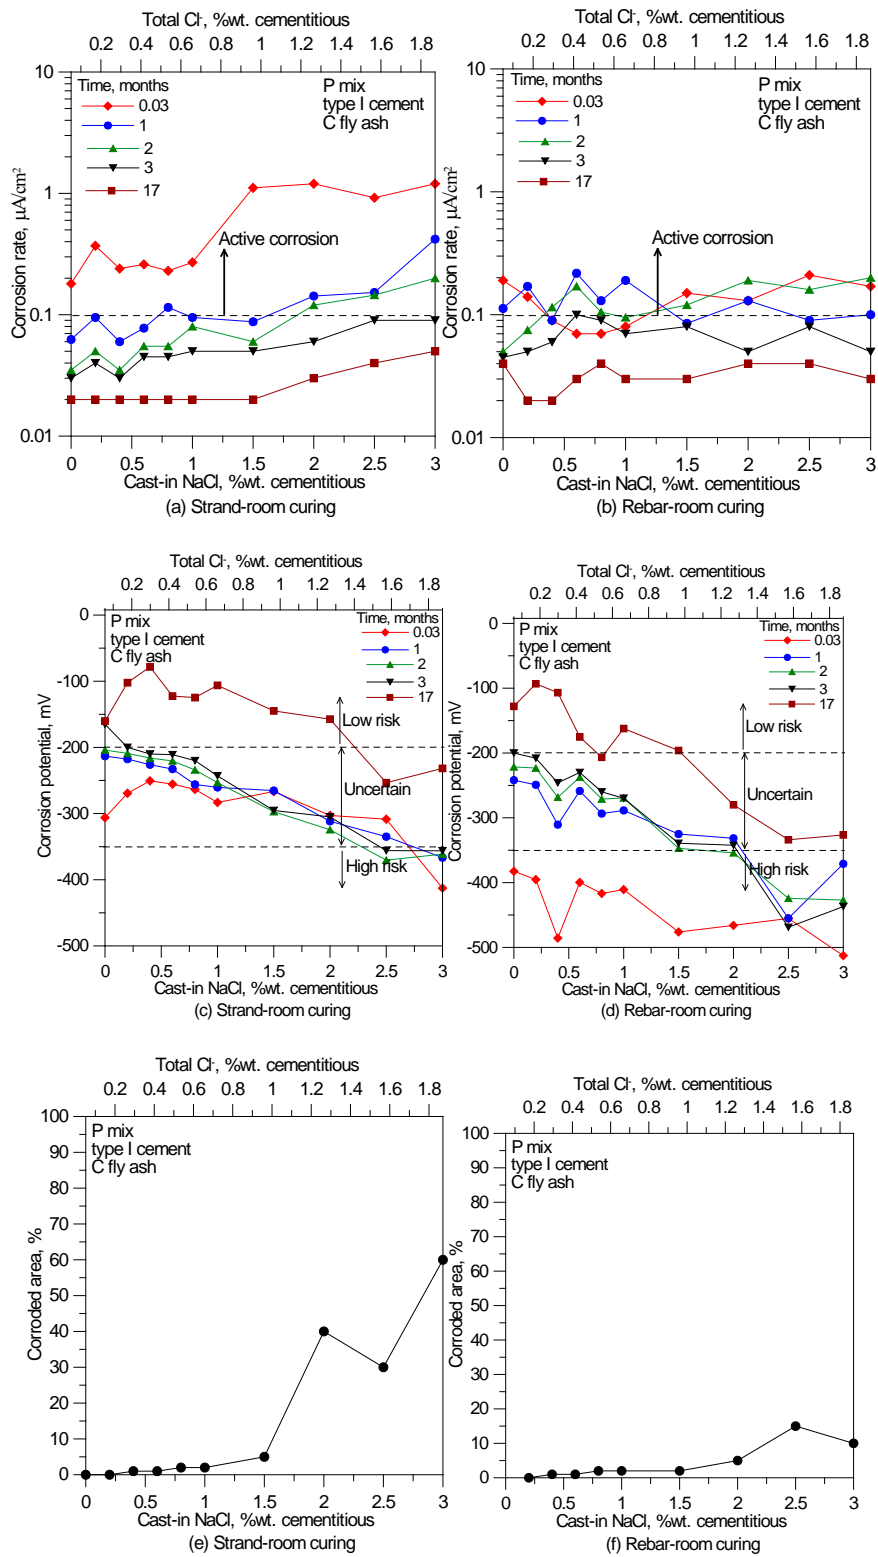 Total Cl⁻, %wt. cementitious
0.2 0.4 0.6 0.8 1 1.2 1.4 1.6 1.8
10
1
0.1
0.01
Corrosion rate, µA/cm²
Time, months
0.03
1
2
3
17
P mix
type I cement
C fly ash
Active corrosion
0 0.5 1 1.5 2 2.5 3
Cast-in NaCl, %wt. cementitious
(a) Strand-room curing
Total Cl⁻, %wt. cementitious
0.2 0.4 0.6 0.8 1 1.2 1.4 1.6 1.8
10
1
0.1
0.01
Corrosion rate, µA/cm²
Time, months
0.03
1
2
3
17
P mix
type I cement
C fly ash
Active corrosion
0 0.5 1 1.5 2 2.5 3
Cast-in NaCl, %wt. cementitious
(b) Rebar-room curing
Total Cl⁻, %wt. cementitious
0.2 0.4 0.6 0.8 1 1.2 1.4 1.6 1.8
0
-100
-200
-300
-400
-500
Corrosion potential, mV
P mix
type I cement
C fly ash
Time, months
0.03
1
2
3
17
Low risk
Uncertain
High risk
0 0.5 1 1.5 2 2.5 3
Cast-in NaCl, %wt. cementitious
(c) Strand-room curing
Total Cl⁻, %wt. cementitious
0.2 0.4 0.6 0.8 1 1.2 1.4 1.6 1.8
0
-100
-200
-300
-400
-500
Corrosion potential, mV
P mix
type I cement
C fly ash
Time, months
0.03
1
2
3
17
Low risk
Uncertain
High risk
0 0.5 1 1.5 2 2.5 3
Cast-in NaCl, %wt. cementitious
(d) Rebar-room curing
Total Cl⁻, %wt. cementitious
0.2 0.4 0.6 0.8 1 1.2 1.4 1.6 1.8
100
90
80
70
60
50
40
30
20
10
0
Corroded area, %
P mix
type I cement
C fly ash
0 0.5 1 1.5 2 2.5 3
Cast-in NaCl, %wt. cementitious
(e) Strand-room curing
Total Cl⁻, %wt. cementitious
0.2 0.4 0.6 0.8 1 1.2 1.4 1.6 1.8
100
90
80
70
60
50
40
30
20
10
0
Corroded area, %
P mix
type I cement
C fly ash
0 0.5 1 1.5 2 2.5 3
Cast-in NaCl, %wt. cementitious
(f) Rebar-room curing